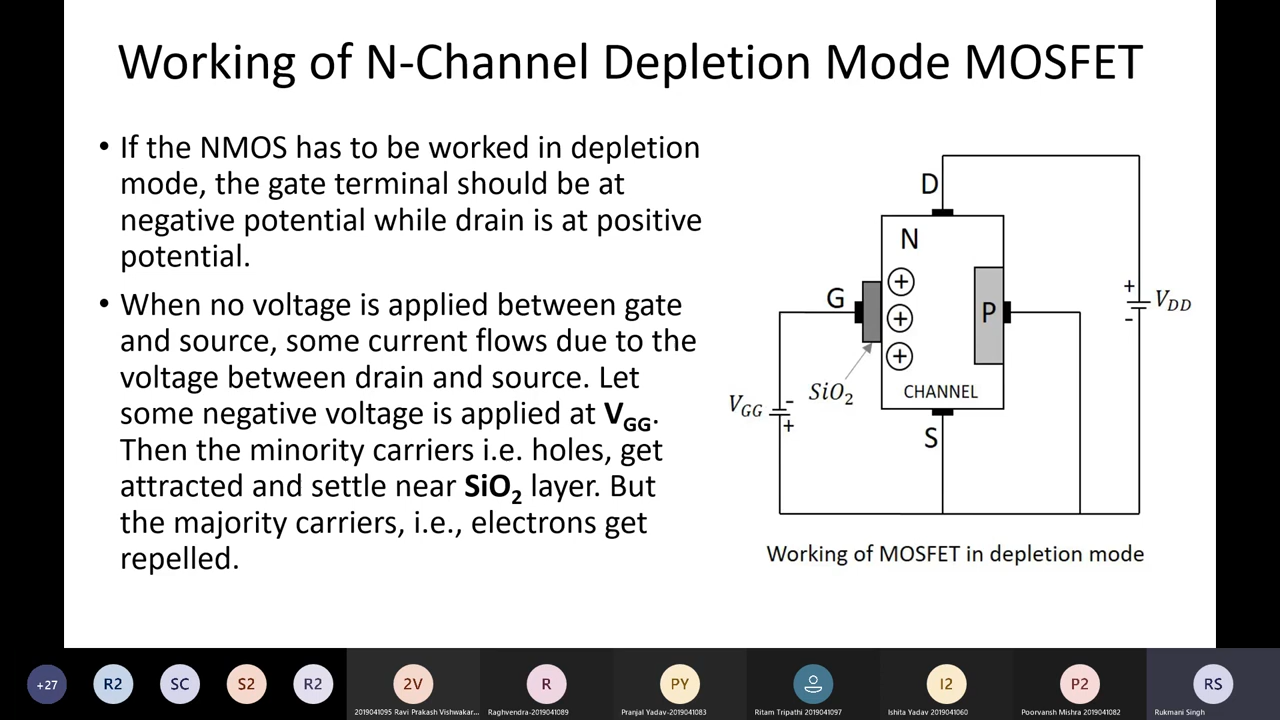 Working of N-Channel Depletion Mode MOSFET
• If the NMOS has to be worked in depletion
mode, the gate terminal should be at
negative potential while drain is at positive
potential.
• When no voltage is applied between gate
and source, some current flows due to the
voltage between drain and source. Let
some negative voltage is applied at VGG.
Then the minority carriers i.e. holes, get
attracted and settle near SiO2 layer. But
the majority carriers, i.e., electrons get
repelled.
D
N
+
G
+
P
+
+
VDD
-
SiO2
CHANNEL
VGG
-
+
S
Working of MOSFET in depletion mode
+27
R2
SC
S2
R2
2V
R
PY
I2
P2
RS
2019041095 Ravi Prakash Vishwakar...
Raghvendra-2019041089
Pranjal Yadav-2019041083
Ritam Tripathi 2019041097
Ishita Yadav 2019041060
Poorvansh Mishra 2019041082
Rukmani Singh